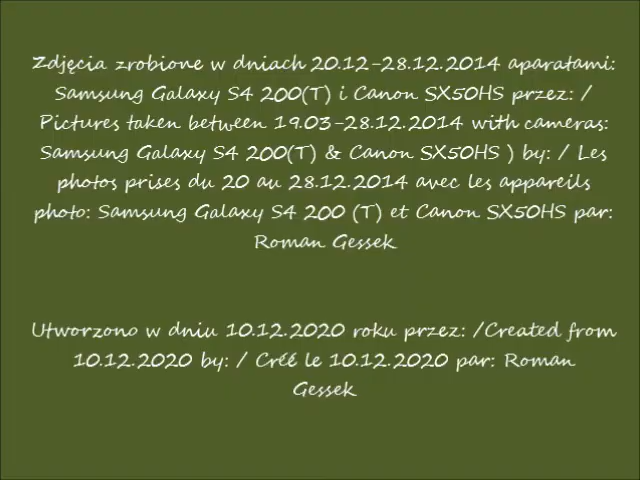 Zdjęcia zrobione w dniach 20.12-28.12.2014 aparatami:
Samsung Galaxy S4 200(T) i Canon SX50HS przez: /
Pictures taken between 19.03-28.12.2014 with cameras:
Samsung Galaxy S4 200(T) & Canon SX50HS ) by: / Les
photos prises du 20 au 28.12.2014 avec les appareils
photo: Samsung Galaxy S4 200 (T) et Canon SX50HS par:
Roman Gessek
Utworzono w dniu 10.12.2020 roku przez: /Created from
10.12.2020 by: / Créé le 10.12.2020 par: Roman
Gessek